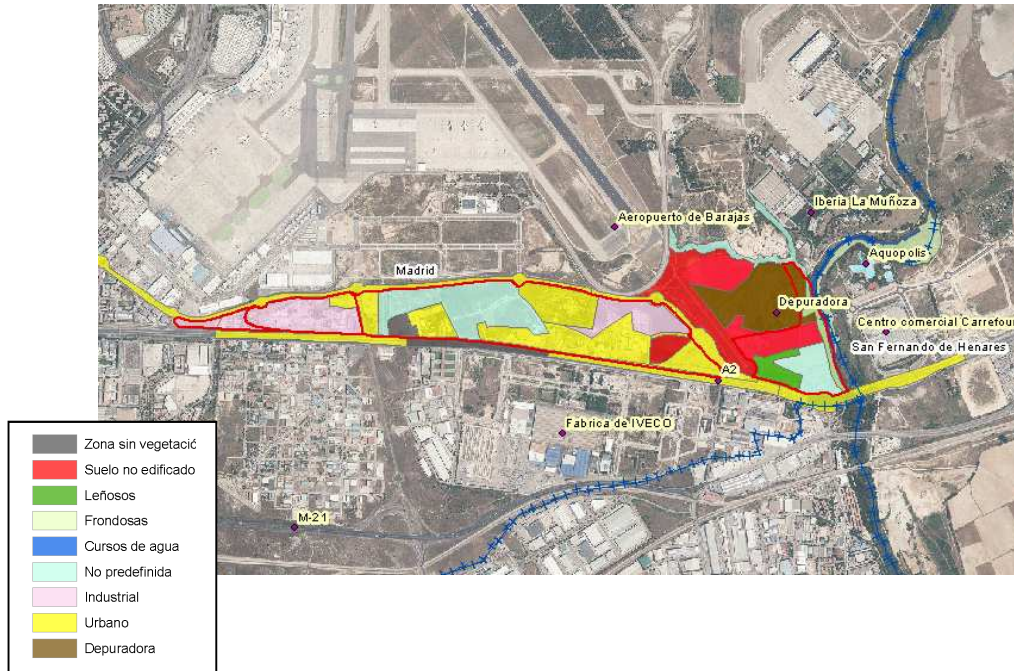 Iberia La Muñoza
Aeropuerto de Barajas
Aquopolis
Madrid
Depuradora
Centro comercial Carrefour
San Fernando de Henares
A2
Fabrica de IVECO
M-21
Zona sin vegetació
Suelo no edificado
Leñosos
Frondosas
Cursos de agua
No predefinida
Industrial
Urbano
Depuradora